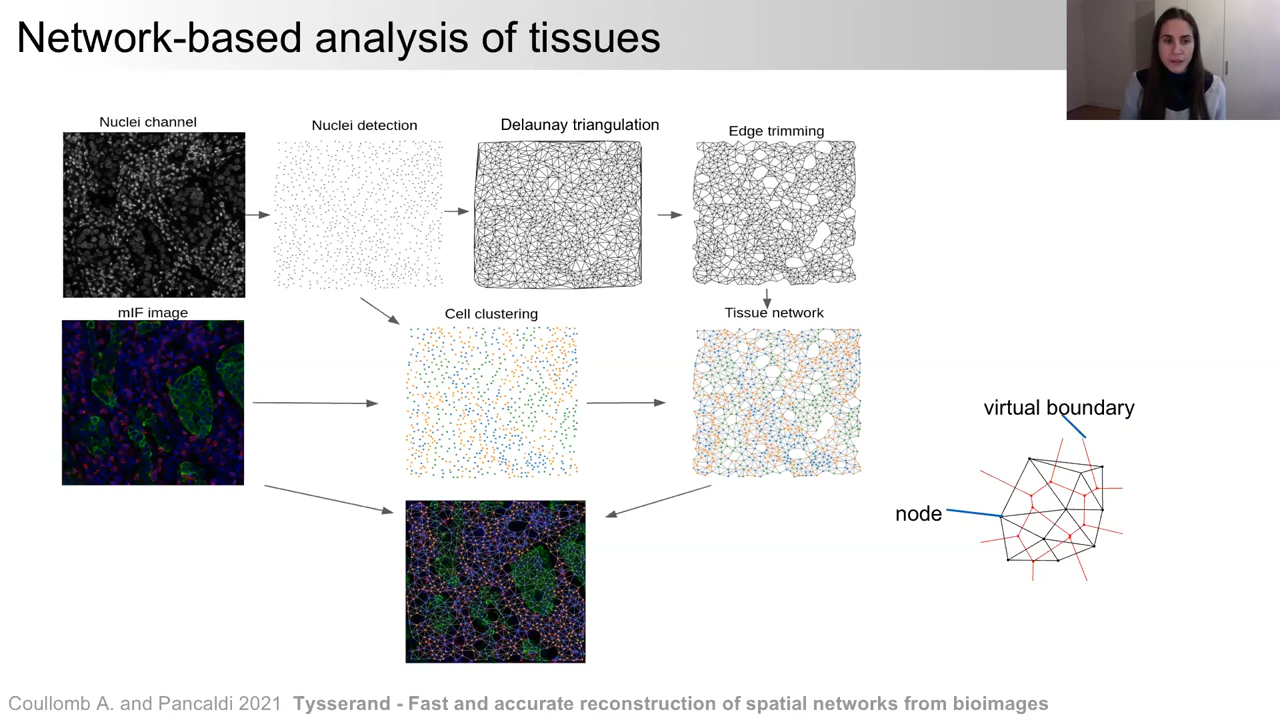 Network-based analysis of tissues
Nuclei channel
Nuclei detection
Delaunay triangulation
Edge trimming
mIF image
Cell clustering
Tissue network
virtual boundary
node
Coullomb A. and Pancaldi 2021 Tysserand - Fast and accurate reconstruction of spatial networks from bioimages